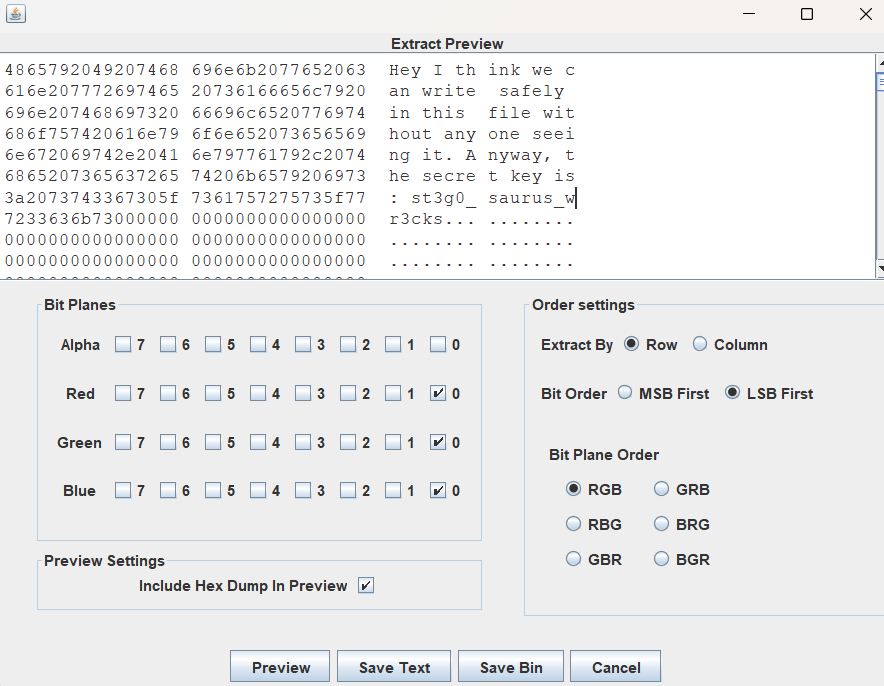 Extract Preview
4865792049207468 696e6b2077652063 Hey I th ink we c
616e207772697465 20736166656c7920 an write  safely
696e207468697320 66696c6520776974 in this  file wit
686f757420616e79 6f6e652073656569 hout any one seei
6e672069742e2041 6e797761792c2074 ng it. A nyway, t
6865207365637265 74206b6579206973 he secre t key is
3a2073743367305f 7361757275735f77 : st3g0_ saurus_w
7233636b73000000 0000000000000000 r3cks... ........
0000000000000000 0000000000000000 ........ ........
0000000000000000 0000000000000000 ........ ........
Bit Planes
Alpha 7 6 5 4 3 2 1 0
Red 7 6 5 4 3 2 1 0
Green 7 6 5 4 3 2 1 0
Blue 7 6 5 4 3 2 1 0
Preview Settings
Include Hex Dump In Preview
Order settings
Extract By Row Column
Bit Order MSB First LSB First
Bit Plane Order
RGB GRB
RBG BRG
GBR BGR
Preview Save Text Save Bin Cancel